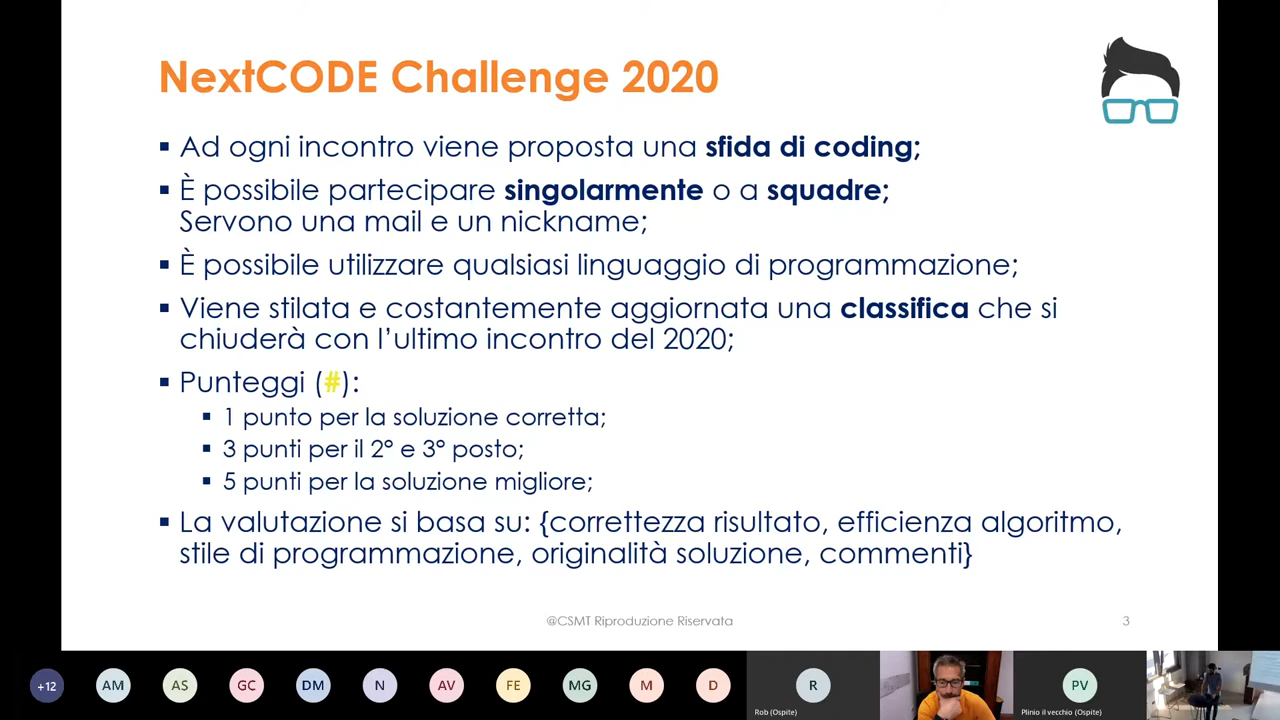 NextCODE Challenge 2020
▪ Ad ogni incontro viene proposta una sfida di coding;
▪ È possibile partecipare singolarmente o a squadre;
Servono una mail e un nickname;
▪ È possibile utilizzare qualsiasi linguaggio di programmazione;
▪ Viene stilata e costantemente aggiornata una classifica che si
chiuderà con l’ultimo incontro del 2020;
▪ Punteggi (#):
▪ 1 punto per la soluzione corretta;
▪ 3 punti per il 2° e 3° posto;
▪ 5 punti per la soluzione migliore;
▪ La valutazione si basa su: {correttezza risultato, efficienza algoritmo,
stile di programmazione, originalità soluzione, commenti}
@CSMT Riproduzione Riservata 3
+12 AM AS GC DM N AV FE MG M D R PV
Rob (Ospite) Plinio il vecchio (Ospite)